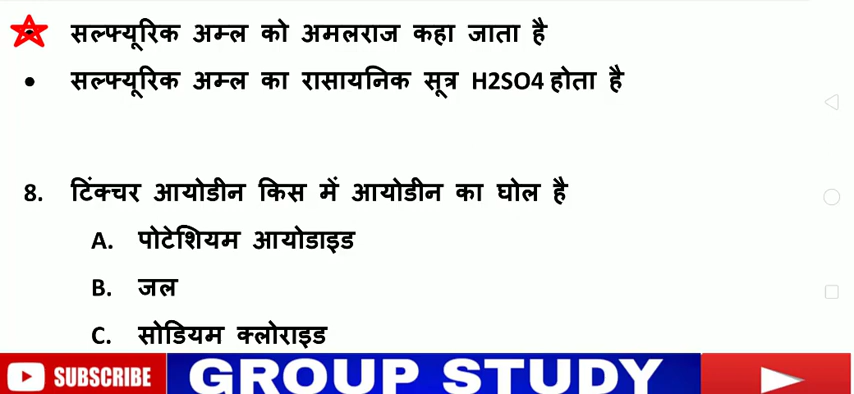 सल्फ्यूरिक अम्ल को अमलराज कहा जाता है
• सल्फ्यूरिक अम्ल का रासायनिक सूत्र H2SO4 होता है
8. टिंक्चर आयोडीन किस में आयोडीन का घोल है
A. पोटेशियम आयोडाइड
B. जल
C. सोडियम क्लोराइड
SUBSCRIBE GROUP STUDY